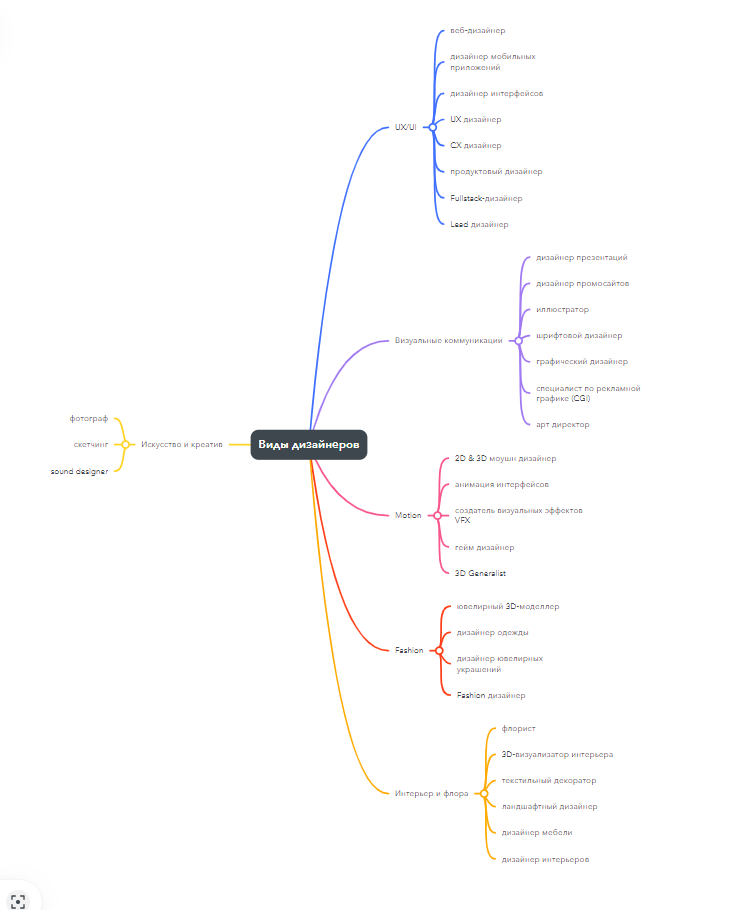 Виды дизайнеров
UX/UI
веб-дизайнер
дизайнер мобильных
приложений
дизайнер интерфейсов
UX дизайнер
CX дизайнер
продуктовый дизайнер
Fullstack-дизайнер
Lead дизайнер
Визуальные коммуникации
дизайнер презентаций
дизайнер промосайтов
иллюстратор
шрифтовой дизайнер
графический дизайнер
специалист по рекламной
графике (CGI)
арт директор
Motion
2D & 3D моушн дизайнер
анимация интерфейсов
создатель визуальных эффектов
VFX
гейм дизайнер
3D Generalist
Fashion
ювелирный 3D-моделлер
дизайнер одежды
дизайнер ювелирных
украшений
Fashion дизайнер
Интерьер и флора
флорист
3D-визуализатор интерьера
текстильный декоратор
ландшафтный дизайнер
дизайнер мебели
дизайнер интерьеров
Искусство и креатив
фотограф
скетчинг
sound designer